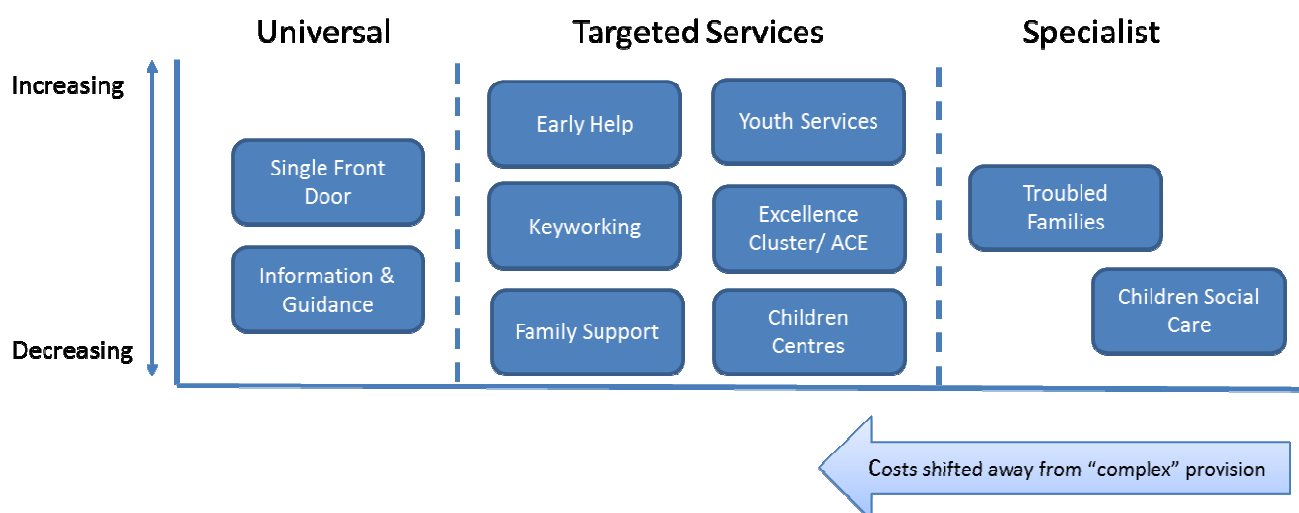 Universal
Targeted Services
Specialist
Increasing
Decreasing
Single Front
Door
Information &
Guidance
Early Help
Keyworking
Family Support
Youth Services
Excellence
Cluster/ ACE
Children
Centres
Troubled
Families
Children Social
Care
Costs shifted away from “complex” provision